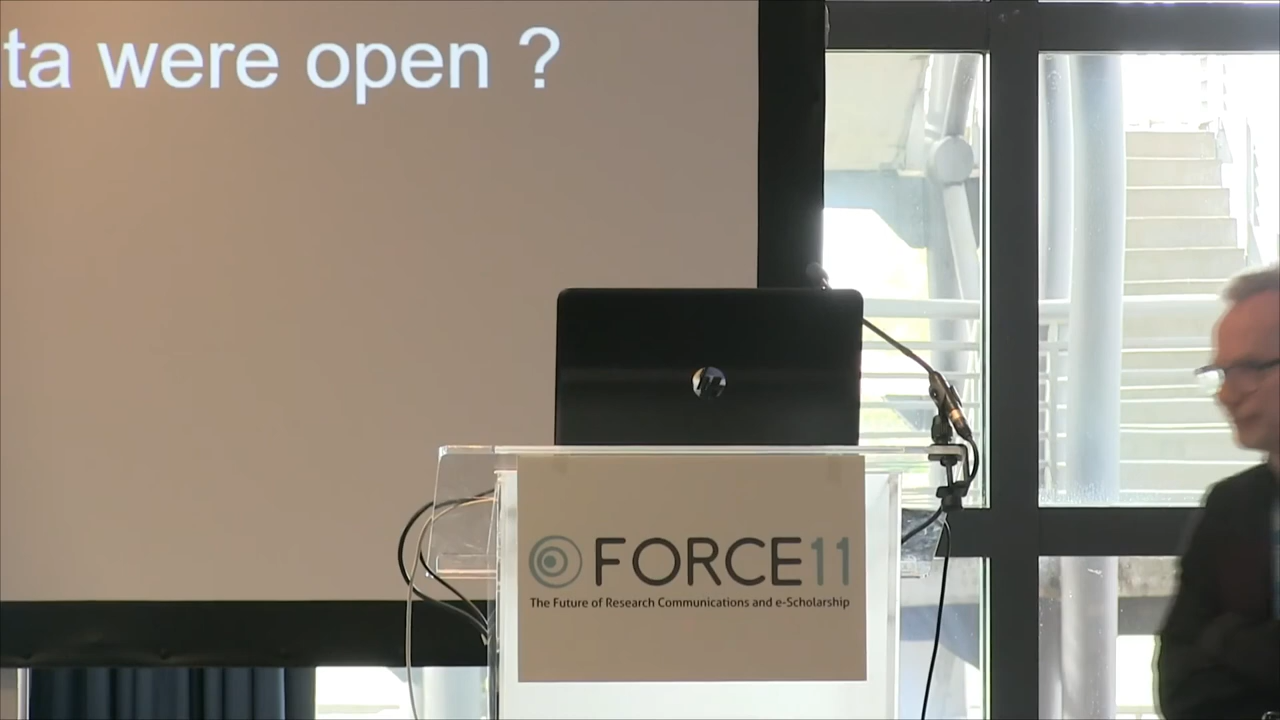 ta were open ?
FORCE11
The Future of Research Communications and e-Scholarship